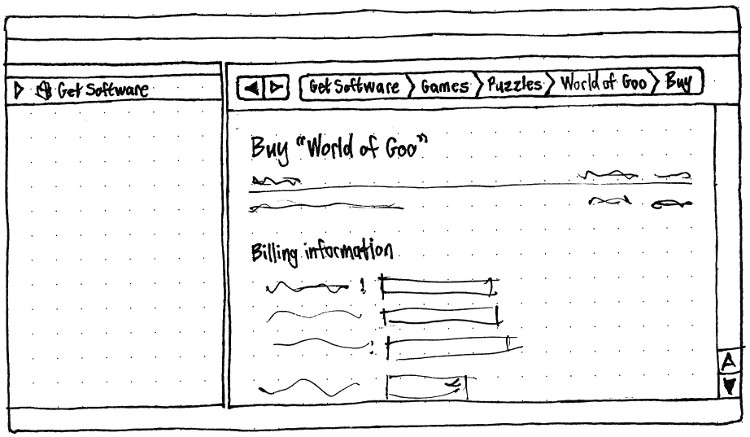 Get Software
Get Software Games Puzzles World of Goo Buy
Buy "World of Goo"
Billing information